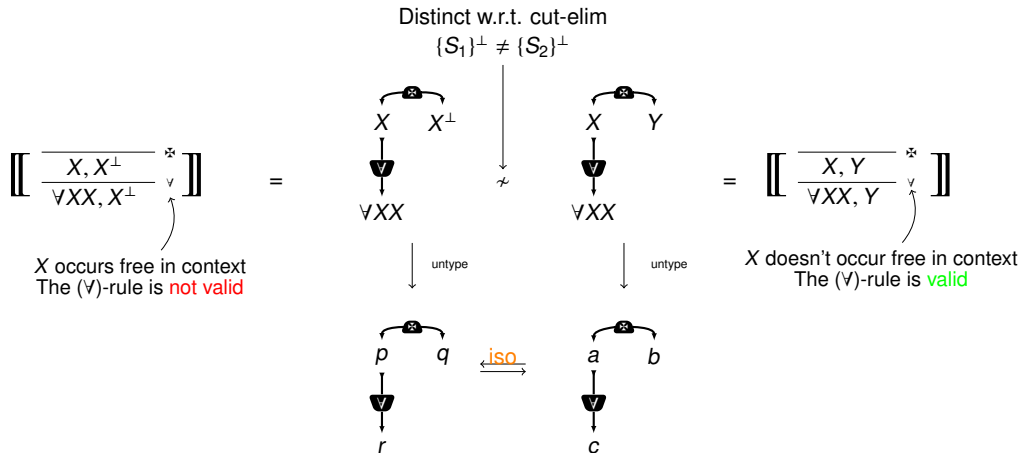 Distinct w.r.t. cut-elim
{S₁}^⊥ ≠ {S₂}^⊥
✠ ✠
X X^⊥ X Y
⟦ X, X^⊥ ✠ ⟧ = ∀ ≁ ∀ = ⟦ X, Y ✠ ⟧
∀XX, X^⊥ ∀ ∀XX, Y ∀
∀XX ∀XX
X occurs free in context
The (∀)-rule is not valid
X doesn't occur free in context
The (∀)-rule is valid
untype untype
✠ ✠
p q iso a b
∀ ∀
r c